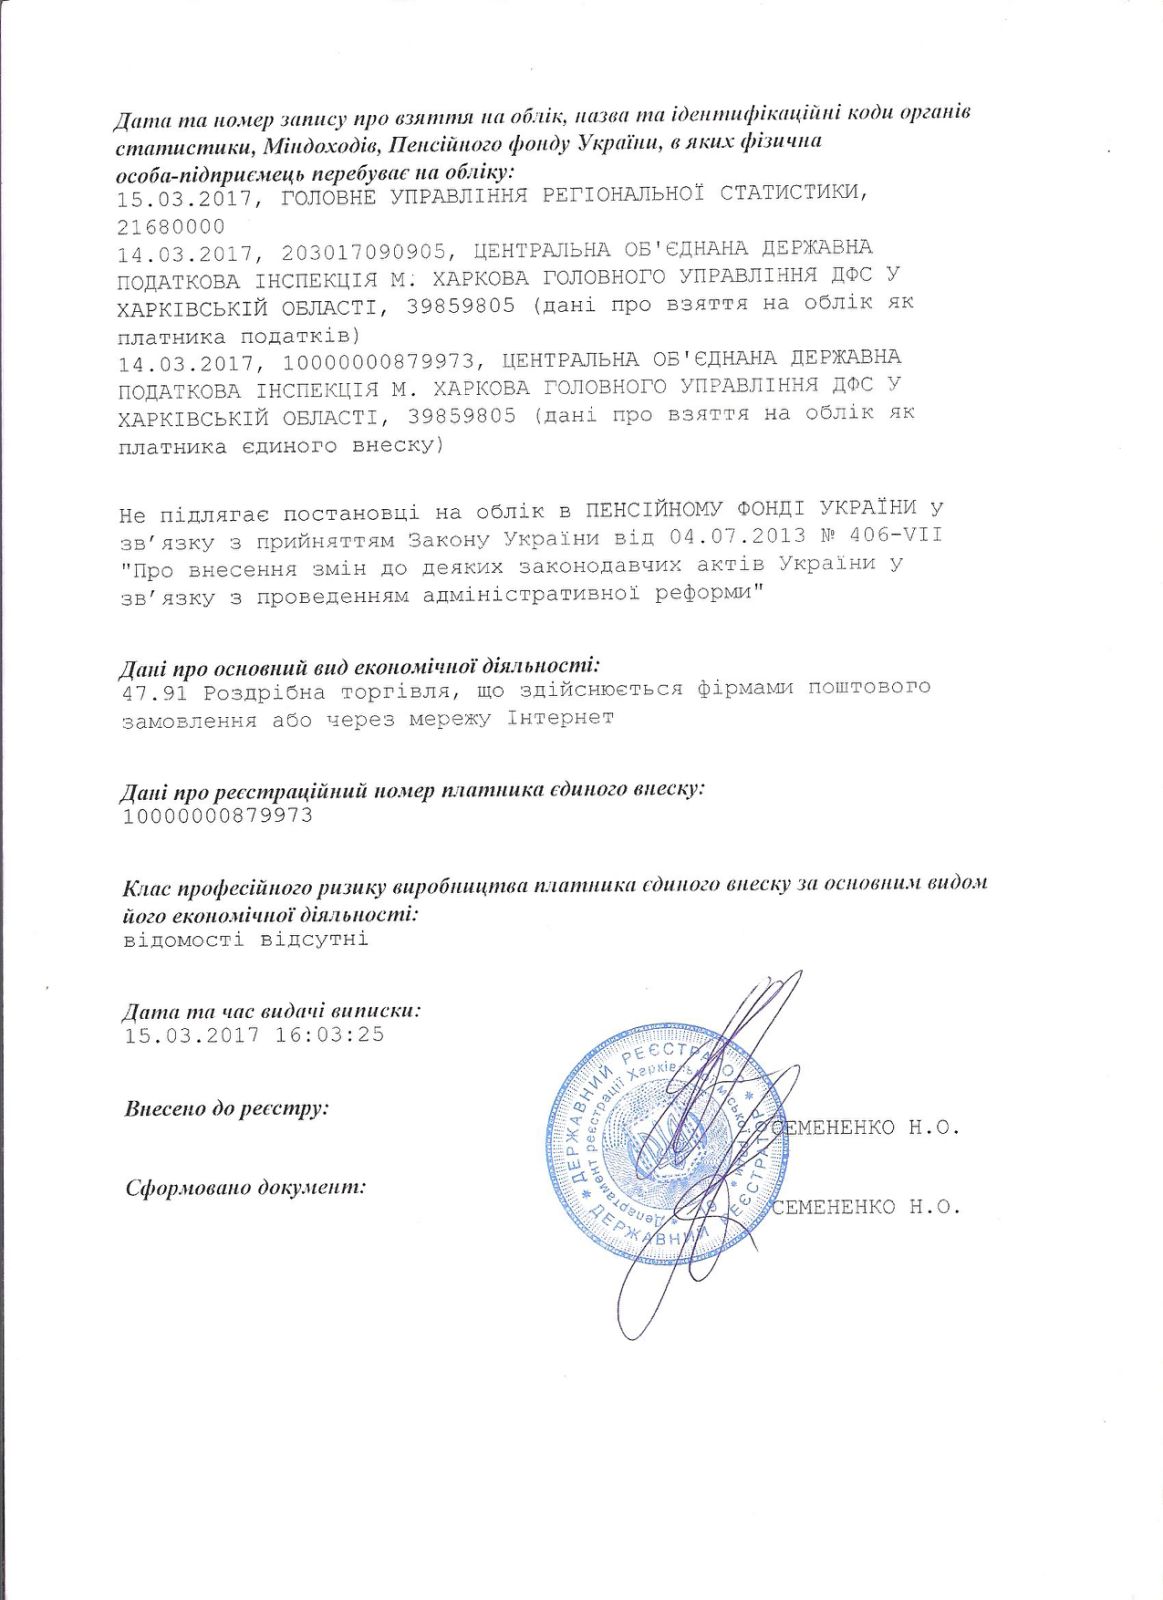 Дата та номер запису про взяття на облік, назва та ідентифікаційні коди органів
статистики, Міндоходів, Пенсійного фонду України, в яких фізична
особа-підприємець перебуває на обліку:
15.03.2017, ГОЛОВНЕ УПРАВЛІННЯ РЕГІОНАЛЬНОЇ СТАТИСТИКИ,
21680000
14.03.2017, 203017090905, ЦЕНТРАЛЬНА ОБ'ЄДНАНА ДЕРЖАВНА
ПОДАТКОВА ІНСПЕКЦІЯ М. ХАРКОВА ГОЛОВНОГО УПРАВЛІННЯ ДФС У
ХАРКІВСЬКІЙ ОБЛАСТІ, 39859805 (дані про взяття на облік як
платника податків)
14.03.2017, 10000000879973, ЦЕНТРАЛЬНА ОБ'ЄДНАНА ДЕРЖАВНА
ПОДАТКОВА ІНСПЕКЦІЯ М. ХАРКОВА ГОЛОВНОГО УПРАВЛІННЯ ДФС У
ХАРКІВСЬКІЙ ОБЛАСТІ, 39859805 (дані про взяття на облік як
платника єдиного внеску)
Не підлягає постановці на облік в ПЕНСІЙНОМУ ФОНДІ УКРАЇНИ у
зв’язку з прийняттям Закону України від 04.07.2013 № 406-VII
"Про внесення змін до деяких законодавчих актів України у
зв’язку з проведенням адміністративної реформи"
Дані про основний вид економічної діяльності:
47.91 Роздрібна торгівля, що здійснюється фірмами поштового
замовлення або через мережу Інтернет
Дані про реєстраційний номер платника єдиного внеску:
10000000879973
Клас професійного ризику виробництва платника єдиного внеску за основним видом
його економічної діяльності:
відомості відсутні
Дата та час видачі виписки:
15.03.2017 16:03:25
Внесено до реєстру:
СЕМЕНЕНКО Н.О.
Сформовано документ:
СЕМЕНЕНКО Н.О.
ДЕРЖАВНИЙ РЕЄСТРАТОР * ДЕРЖАВНИЙ РЕЄСТРАТОР *
Департамент реєстрації Харківської міської ради *